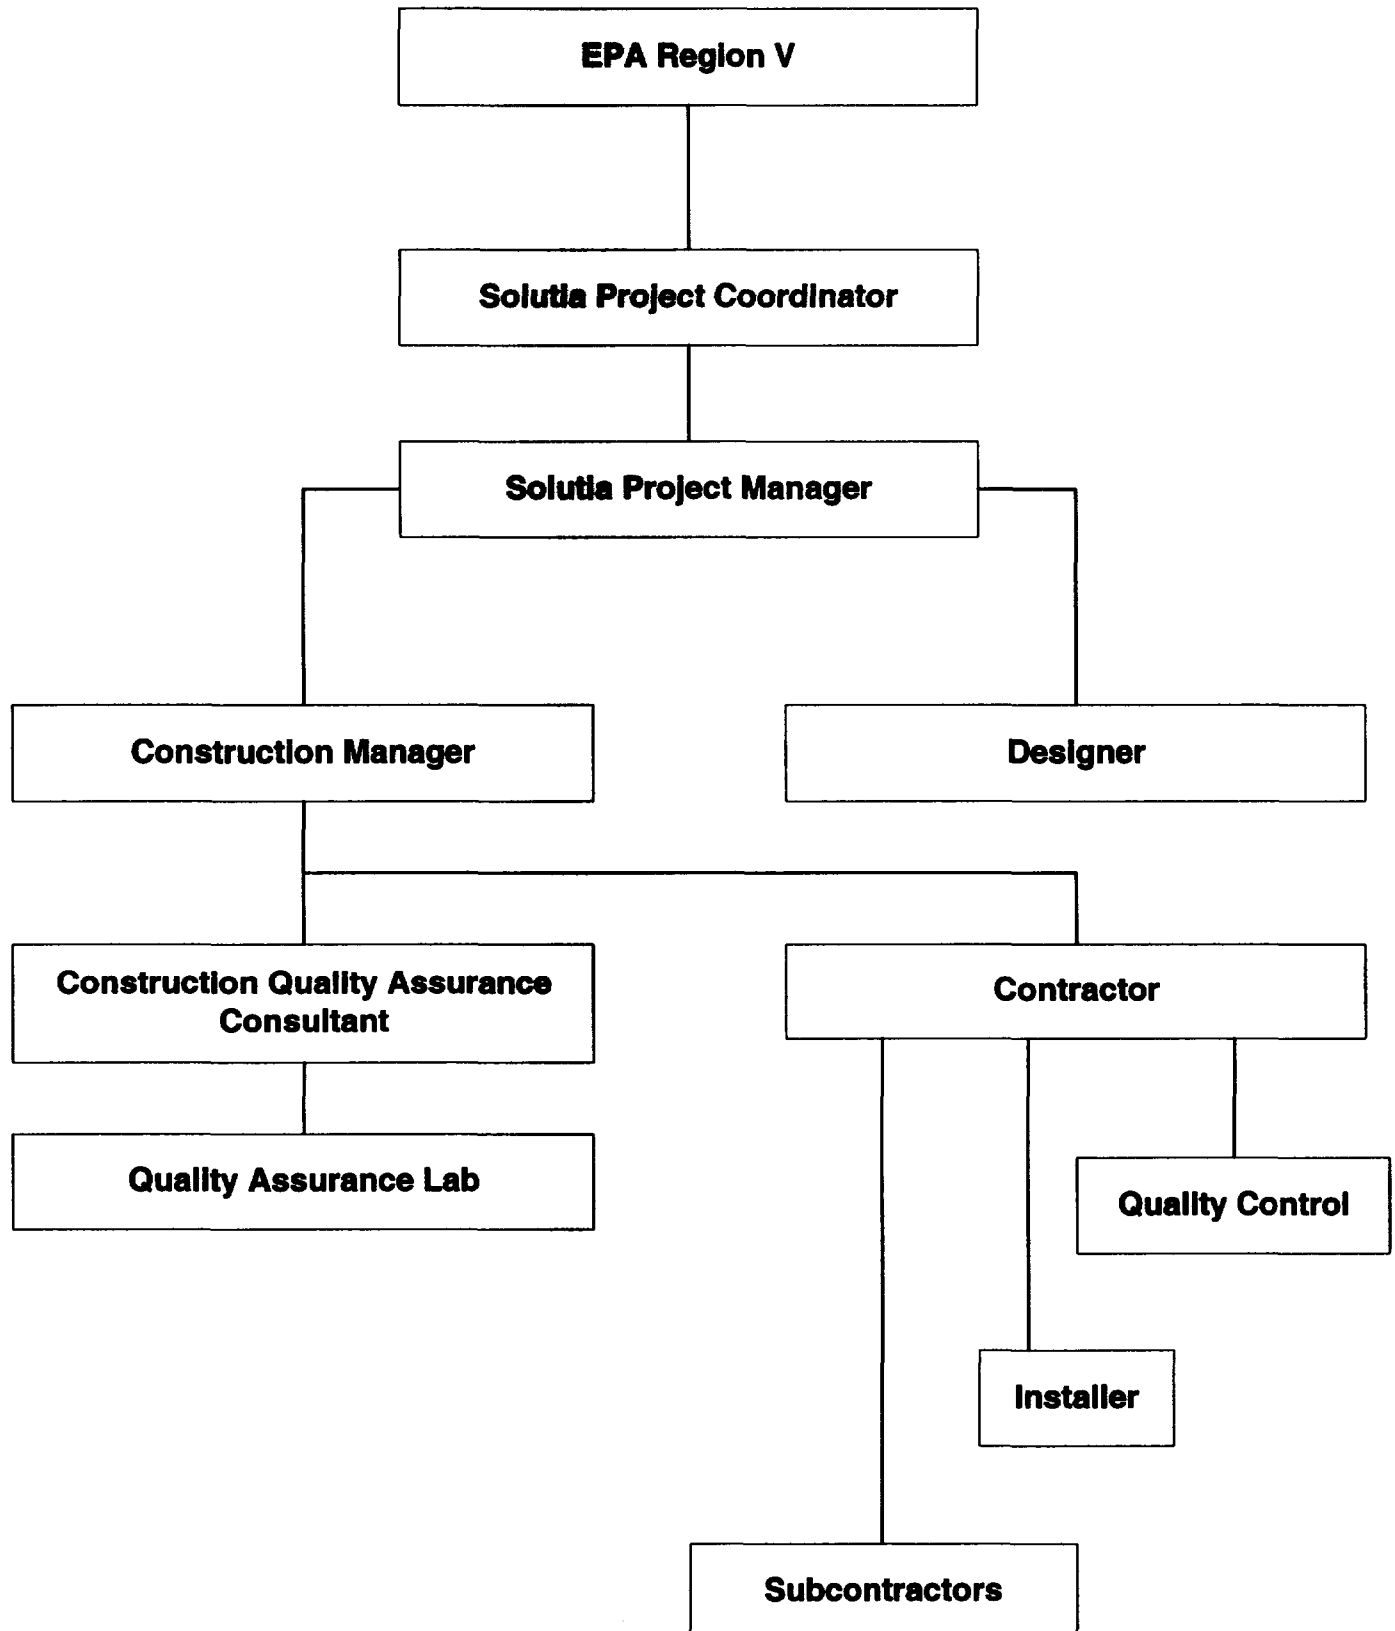 EPA Region V
Solutia Project Coordinator
Solutia Project Manager
Construction Manager
Designer
Construction Quality Assurance
Consultant
Contractor
Quality Assurance Lab
Quality Control
Installer
Subcontractors